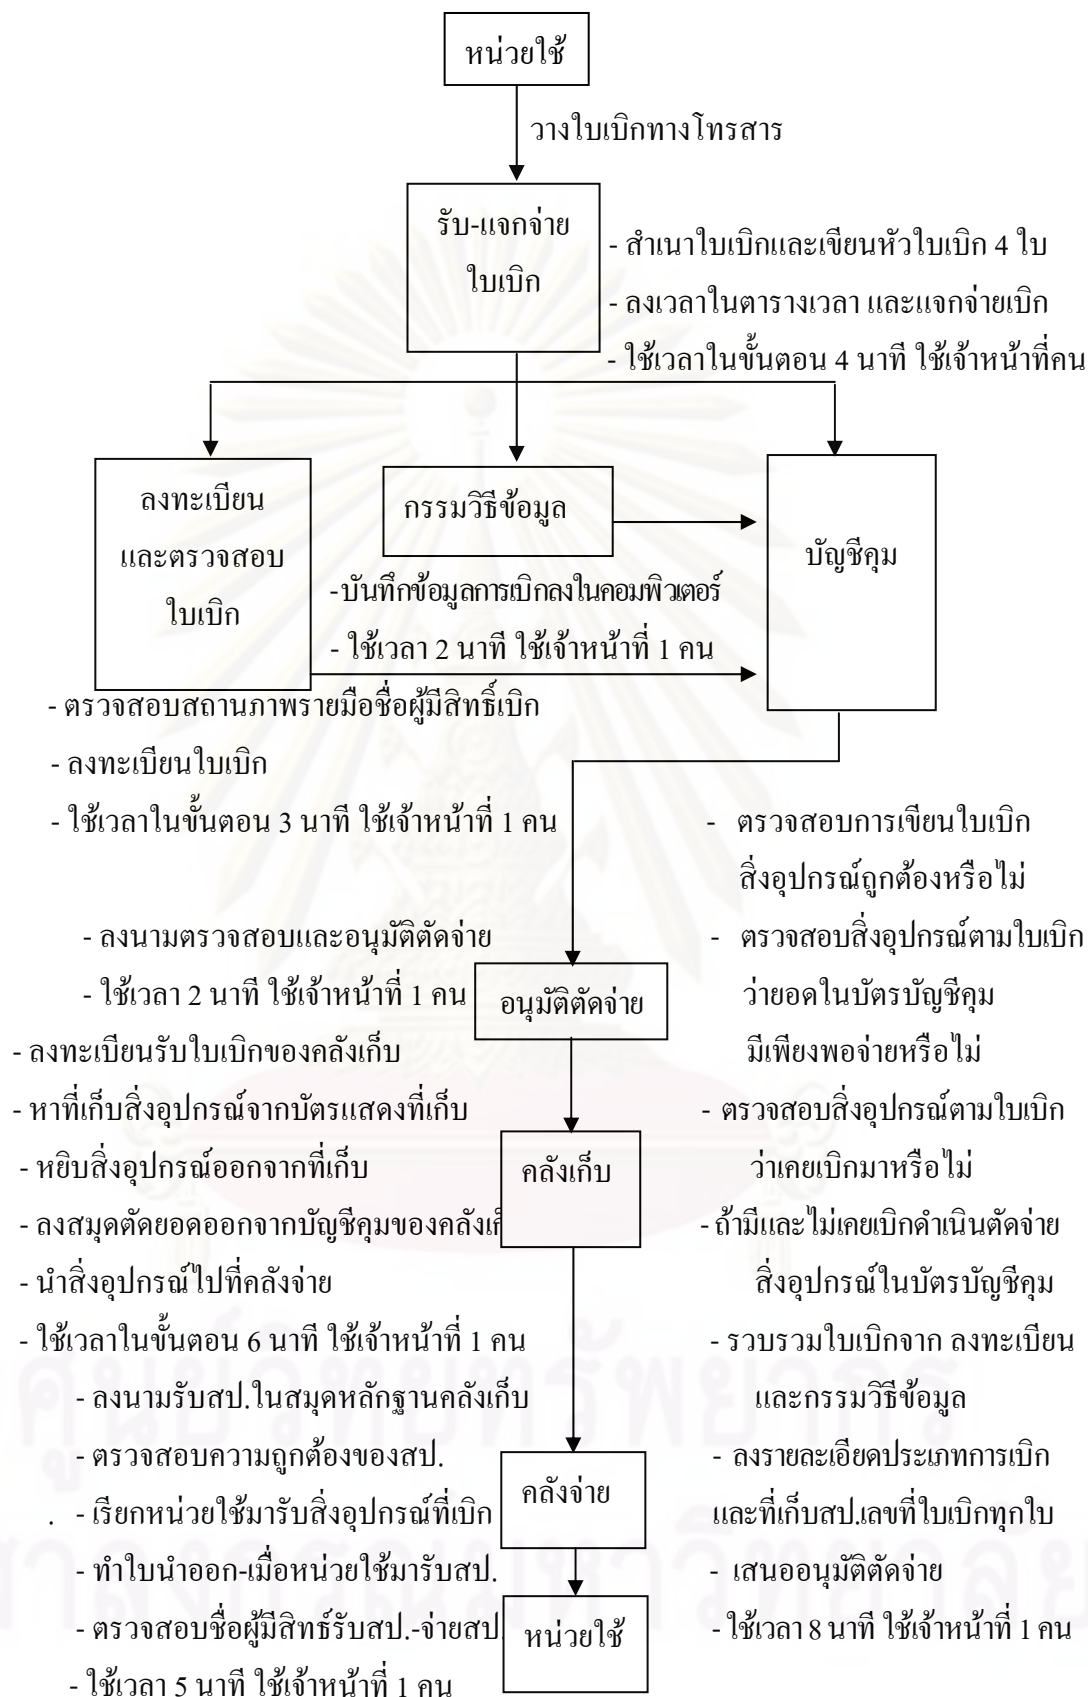 หน่วยใช้
วางใบเบิกทางโทรสาร
รับ-แจกจ่าย
ใบเบิก
- สำเนาใบเบิกและเขียนหัวใบเบิก 4 ใบ
- ลงเวลาในตารางเวลา และแจกจ่ายเบิก
- ใช้เวลาในขั้นตอน 4 นาที ใช้เจ้าหน้าที่คน
ลงทะเบียน
และตรวจสอบ
ใบเบิก
กรรมวิธีข้อมูล
บัญชีคุม
-บันทึกข้อมูลการเบิกลงในคอมพิวเตอร์
- ใช้เวลา 2 นาที ใช้เจ้าหน้าที่ 1 คน
- ตรวจสอบสถานภาพรายมือชื่อผู้มีสิทธิ์เบิก
- ลงทะเบียนใบเบิก
- ใช้เวลาในขั้นตอน 3 นาที ใช้เจ้าหน้าที่ 1 คน
- ตรวจสอบการเขียนใบเบิก
สิ่งอุปกรณ์ถูกต้องหรือไม่
- ตรวจสอบสิ่งอุปกรณ์ตามใบเบิก
ว่ายอดในบัตรบัญชีคุม
มีเพียงพอจ่ายหรือไม่
- ตรวจสอบสิ่งอุปกรณ์ตามใบเบิก
ว่าเคยเบิกมาหรือไม่
- ถ้ามีและไม่เคยเบิกดำเนินตัดจ่าย
สิ่งอุปกรณ์ในบัตรบัญชีคุม
- รวบรวมใบเบิกจาก ลงทะเบียน
และกรรมวิธีข้อมูล
- ลงรายละเอียดประเภทการเบิก
และที่เก็บสป.เลขที่ใบเบิกทุกใบ
- เสนออนุมัติตัดจ่าย
- ใช้เวลา 8 นาที ใช้เจ้าหน้าที่ 1 คน
- ลงนามตรวจสอบและอนุมัติตัดจ่าย
- ใช้เวลา 2 นาที ใช้เจ้าหน้าที่ 1 คน
อนุมัติตัดจ่าย
- ลงทะเบียนรับใบเบิกของคลังเก็บ
- หาที่เก็บสิ่งอุปกรณ์จากบัตรแสดงที่เก็บ
- หยิบสิ่งอุปกรณ์ออกจากที่เก็บ
- ลงสมุดตัดยอดออกจากบัญชีคุมของคลังเก็
- นำสิ่งอุปกรณ์ไปที่คลังจ่าย
- ใช้เวลาในขั้นตอน 6 นาที ใช้เจ้าหน้าที่ 1 คน
คลังเก็บ
- ลงนามรับสป.ในสมุดหลักฐานคลังเก็บ
- ตรวจสอบความถูกต้องของสป.
. - เรียกหน่วยใช้มารับสิ่งอุปกรณ์ที่เบิก
- ทำใบนำออก-เมื่อหน่วยใช้มารับสป.
- ตรวจสอบชื่อผู้มีสิทธ์รับสป.-จ่ายสป.
- ใช้เวลา 5 นาที ใช้เจ้าหน้าที่ 1 คน
คลังจ่าย
หน่วยใช้
ศูนย์วิทยทรัพยากร
ฬาลงกรณ์มหาวิทยาลัย